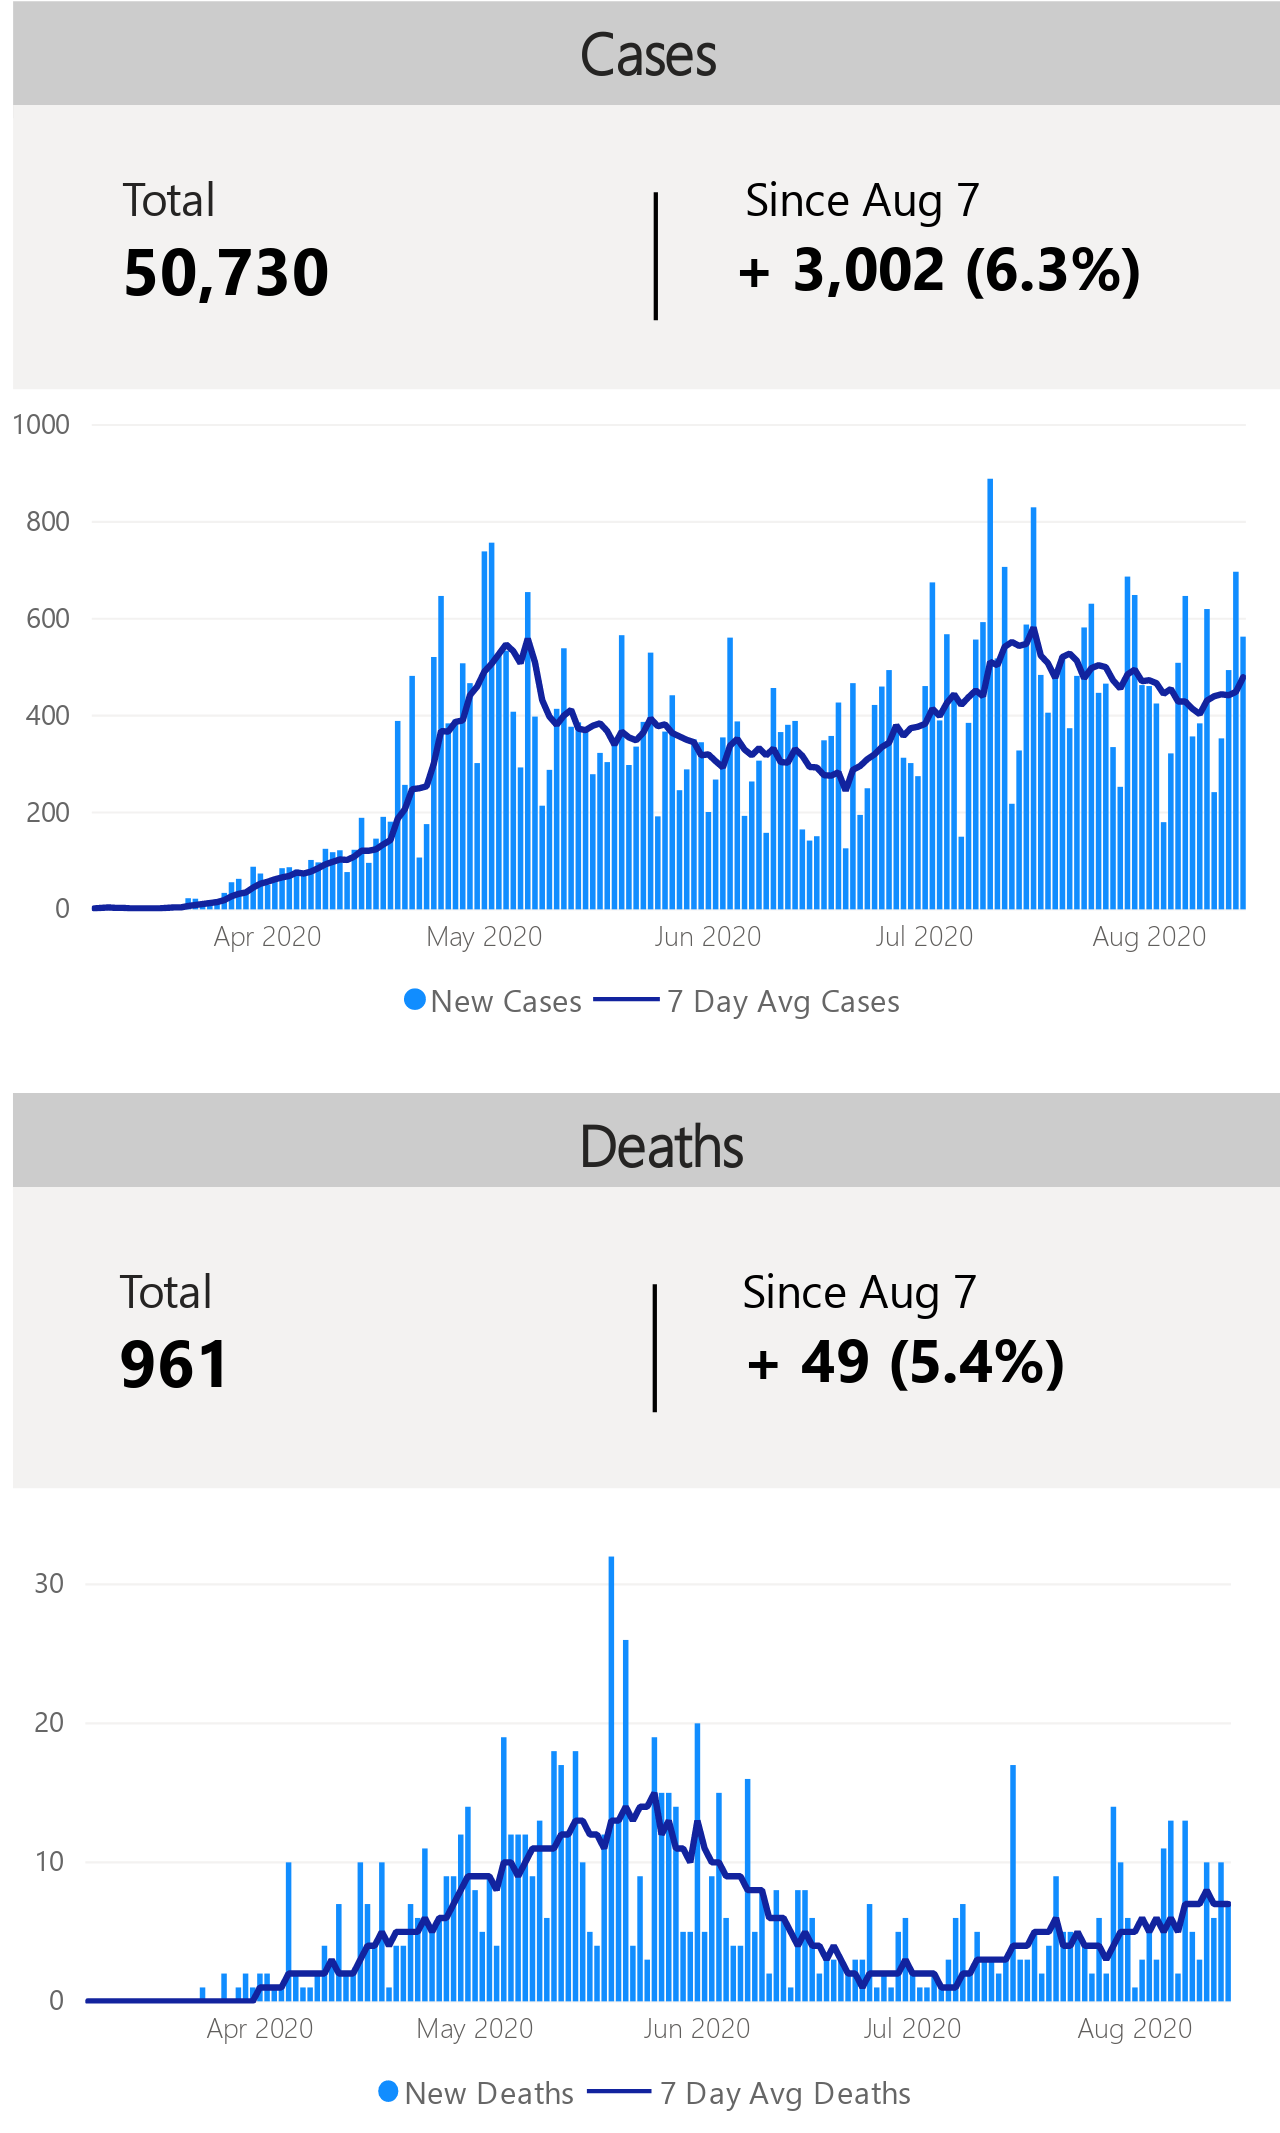 Cases
Total
Since Aug 7
50,730
+ 3,002 (6.3%)
1000
800
600
400
200
0
Apr 2020 May 2020 Jun 2020 Jul 2020 Aug 2020
New Cases 7 Day Avg Cases
Deaths
Total
Since Aug 7
961
+ 49 (5.4%)
30
20
10
0
Apr 2020 May 2020 Jun 2020 Jul 2020 Aug 2020
New Deaths 7 Day Avg Deaths